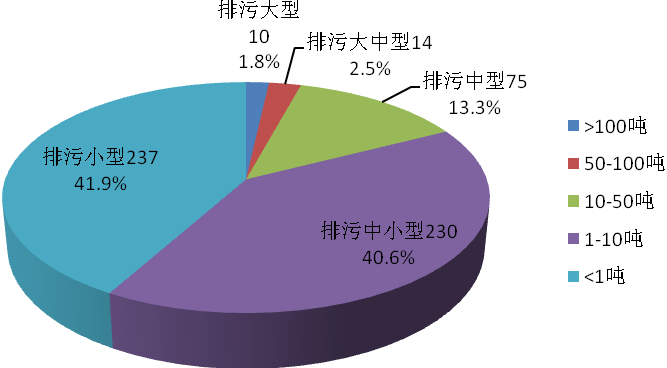 排污大型
10
1.8%
排污大中型14
2.5%
排污中型75
13.3%
排污小型237
41.9%
排污中小型230
40.6%
>100吨
50-100吨
10-50吨
1-10吨
<1吨